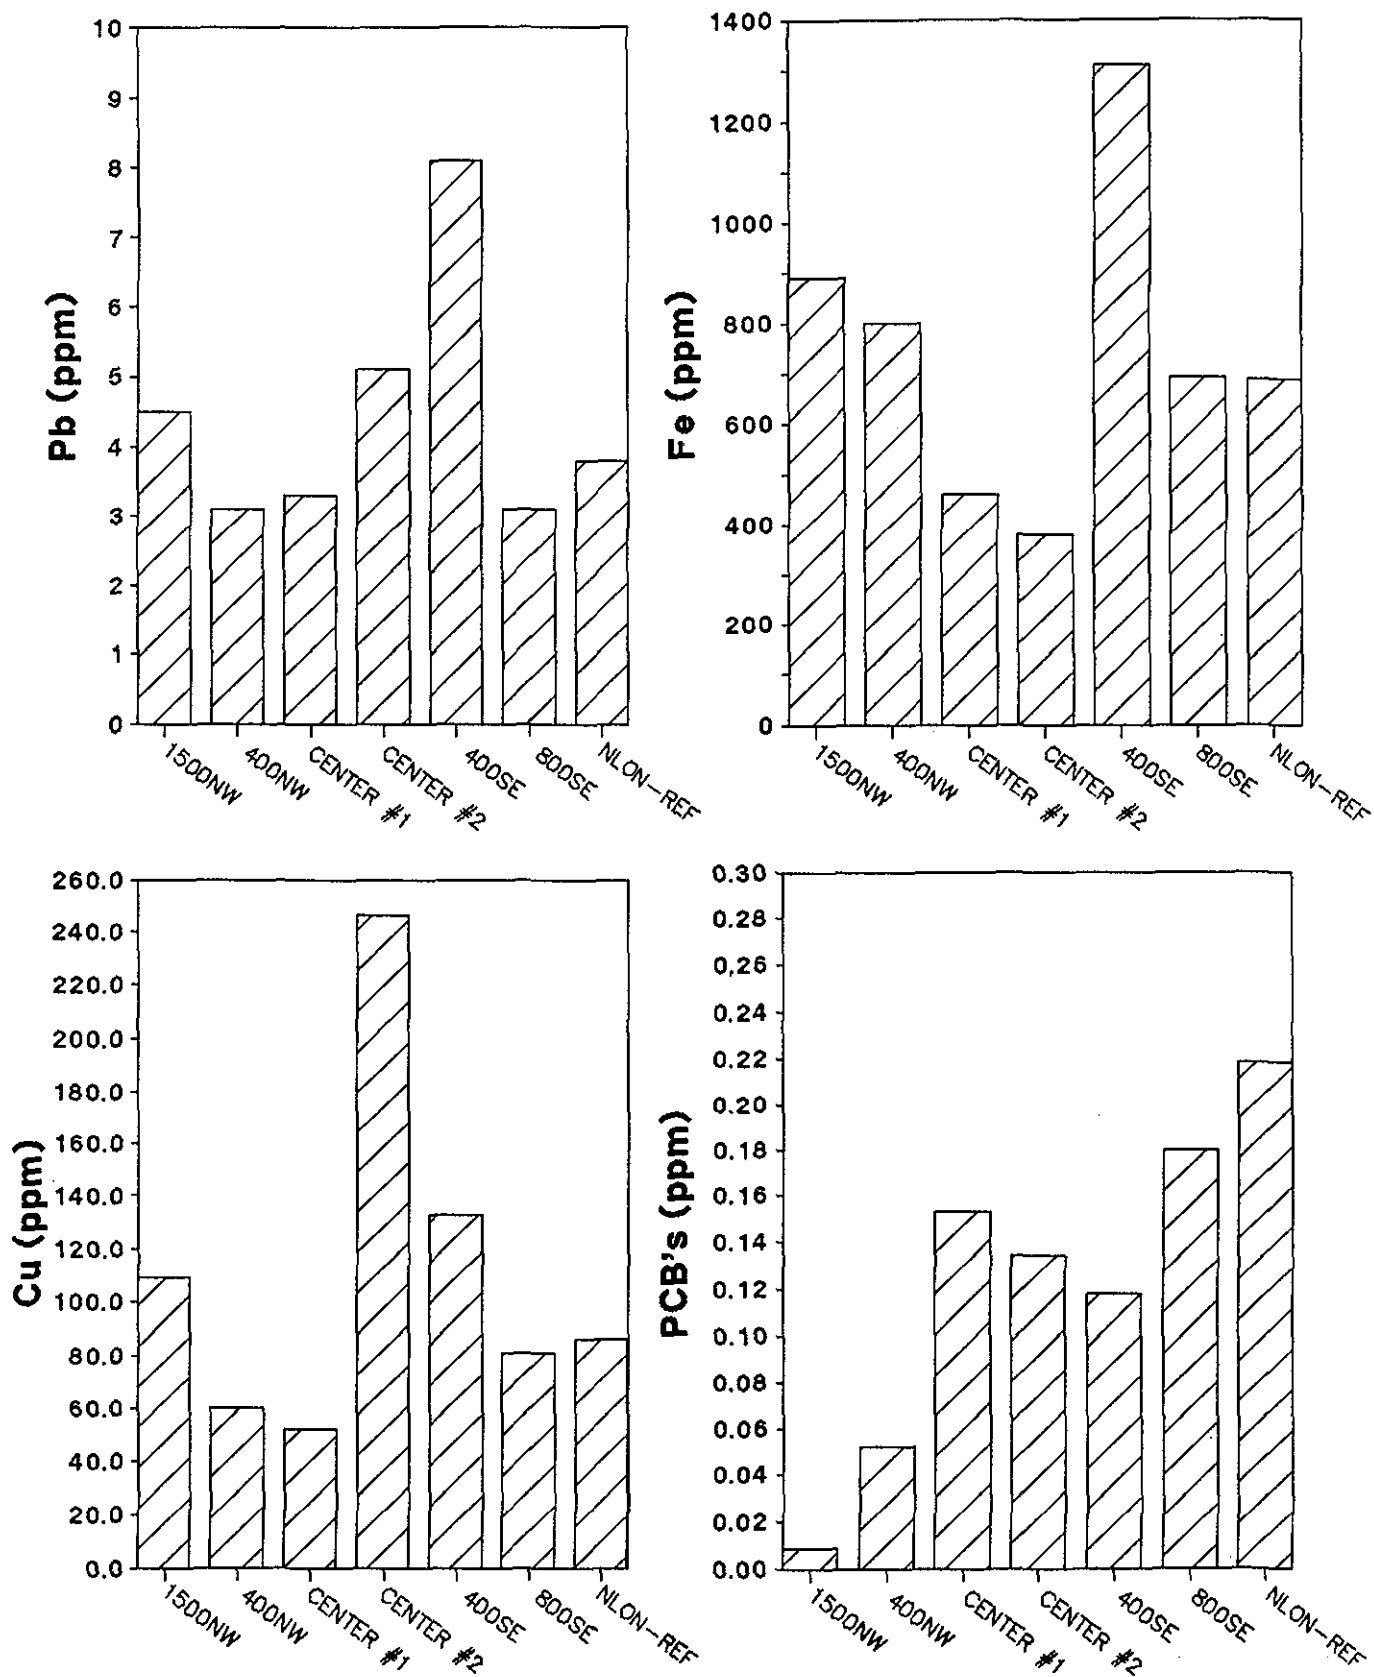 10
9
8
7
6
5
4
3
2
1
0
Pb (ppm)
1500NW
400NW
CENTER #1
CENTER #2
400SE
800SE
NLON-REF
1400
1200
1000
800
600
400
200
0
Fe (ppm)
1500NW
400NW
CENTER #1
CENTER #2
400SE
800SE
NLON-REF
260.0
240.0
220.0
200.0
180.0
160.0
140.0
120.0
100.0
80.0
60.0
40.0
20.0
0.0
Cu (ppm)
1500NW
400NW
CENTER #1
CENTER #2
400SE
800SE
NLON-REF
0.30
0.28
0.26
0.24
0.22
0.20
0.18
0.16
0.14
0.12
0.10
0.08
0.06
0.04
0.02
0.00
PCB's (ppm)
1500NW
400NW
CENTER #1
CENTER #2
400SE
800SE
NLON-REF